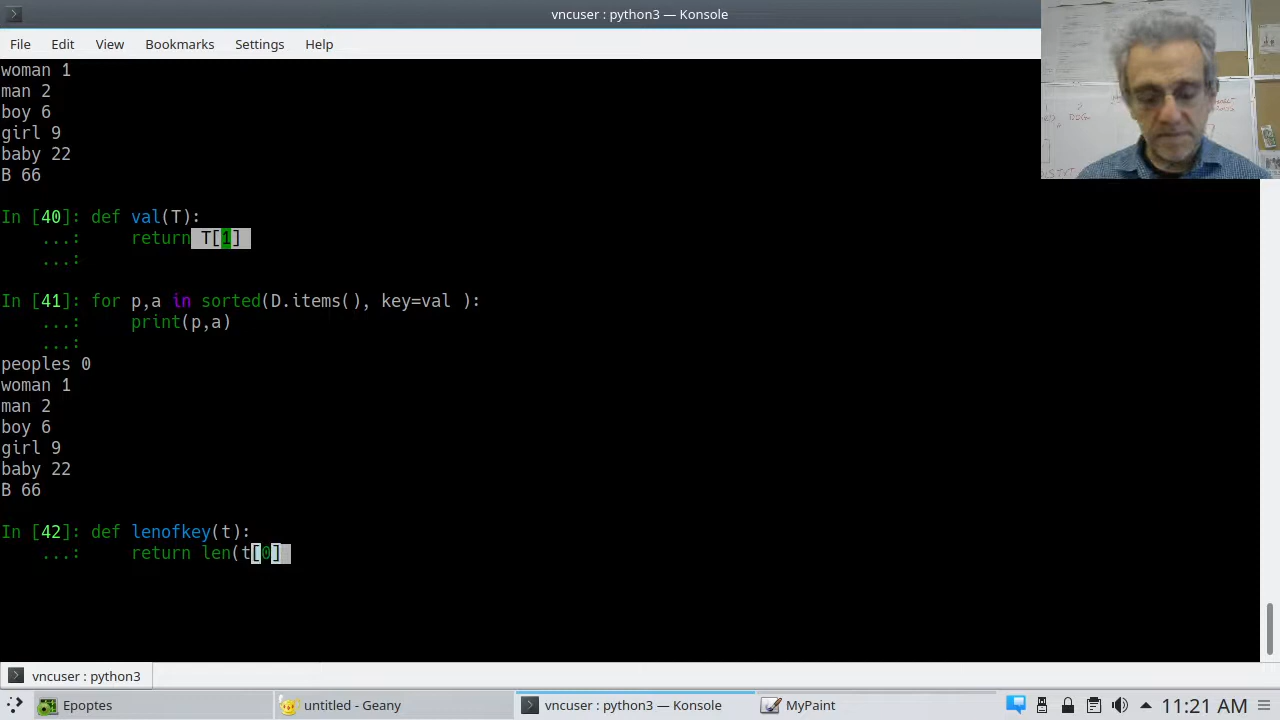 vncuser : python3 — Konsole
File Edit View Bookmarks Settings Help
woman 1
man 2
boy 6
girl 9
baby 22
B 66
In [40]: def val(T):
...: return T[1]
...:
In [41]: for p,a in sorted(D.items(), key=val ):
...: print(p,a)
...:
peoples 0
woman 1
man 2
boy 6
girl 9
baby 22
B 66
In [42]: def lenofkey(t):
...: return len(t[0]
vncuser : python3
Epoptes untitled - Geany vncuser : python3 — Konsole MyPaint 11:21 AM